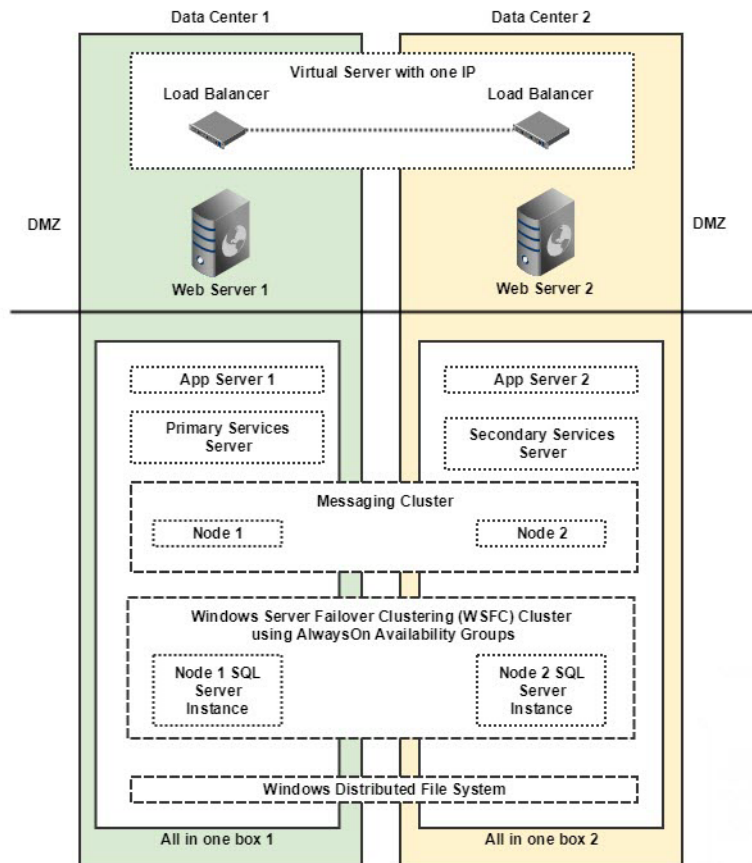 Data Center 1
Data Center 2
Virtual Server with one IP
Load Balancer
Load Balancer
DMZ
DMZ
Web Server 1
Web Server 2
App Server 1
App Server 2
Primary Services
Server
Secondary Services
Server
Messaging Cluster
Node 1
Node 2
Windows Server Failover Clustering (WSFC) Cluster
using AlwaysOn Availability Groups
Node 1 SQL
Server
Instance
Node 2 SQL
Server
Instance
Windows Distributed File System
All in one box 1
All in one box 2